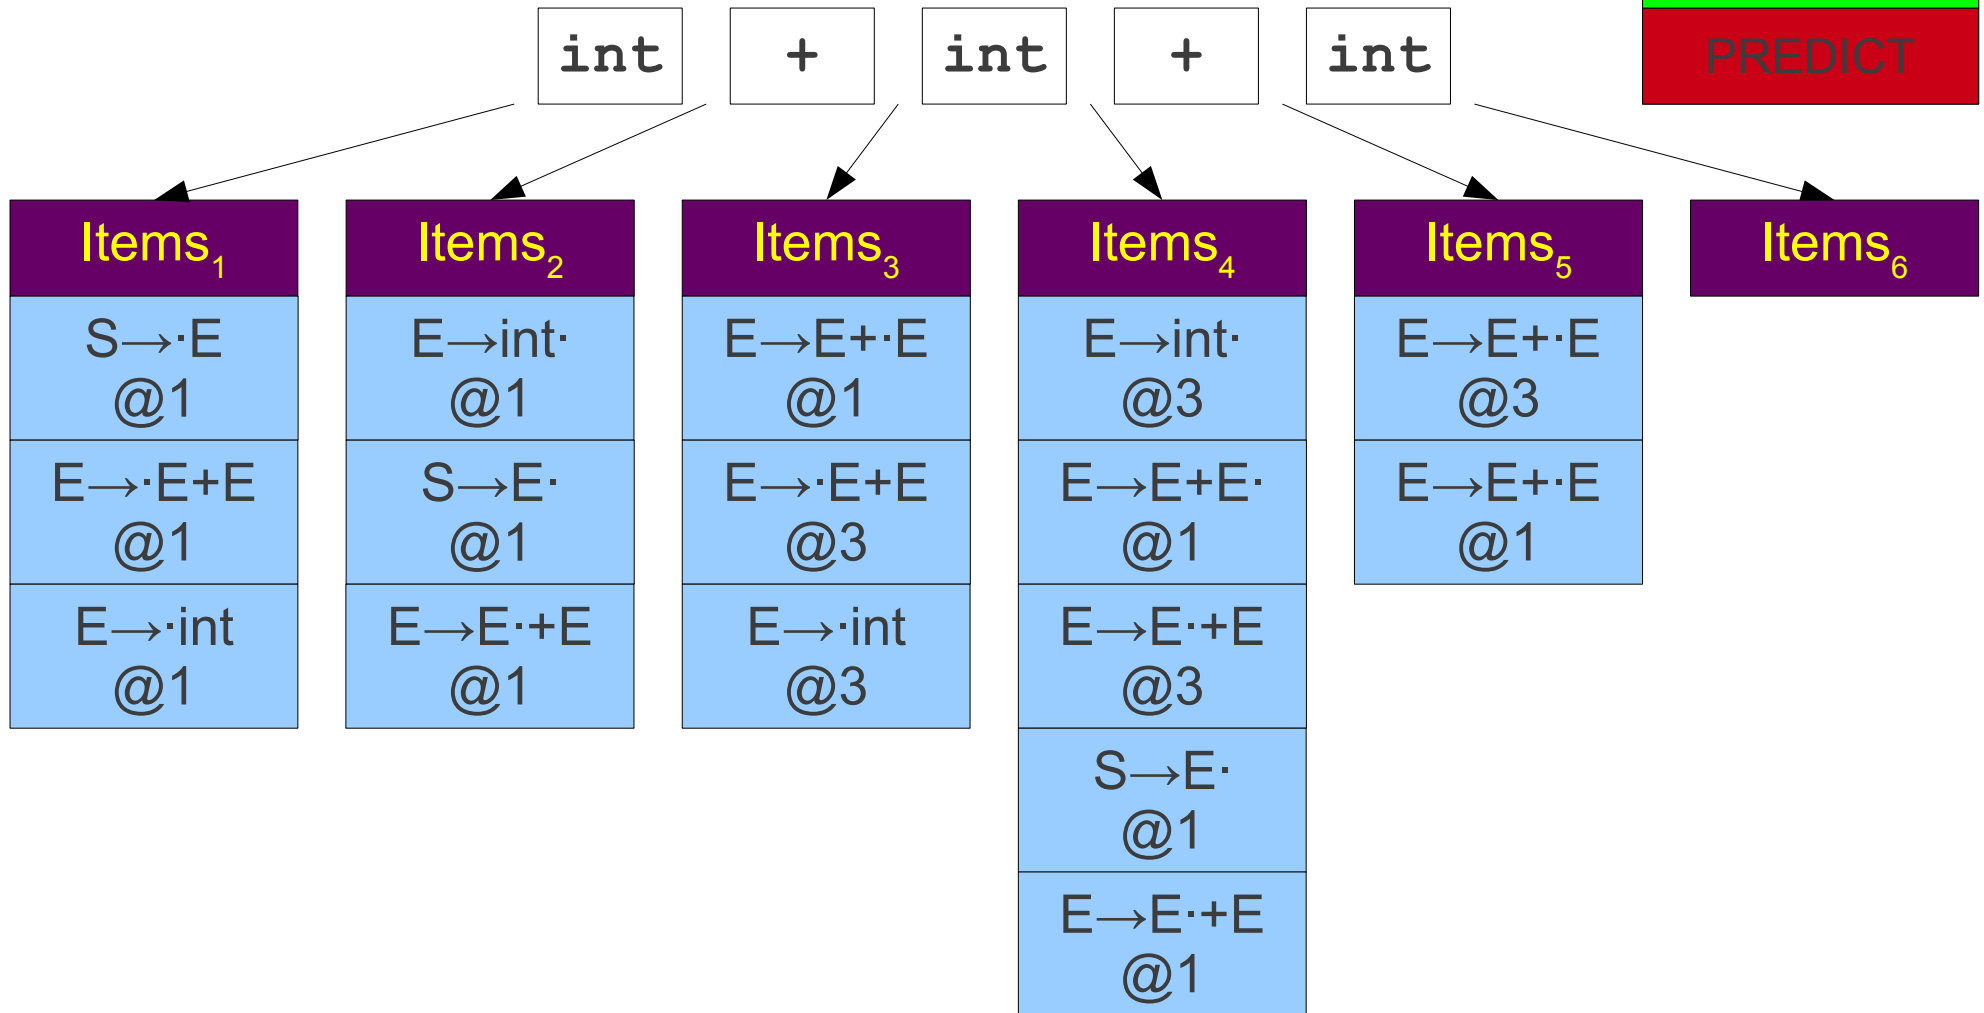 int + int + int
PREDICT
Items1 Items2 Items3 Items4 Items5 Items6
S→·E E→int· E→E+·E E→int· E→E+·E
@1 @1 @1 @3 @3
E→·E+E S→E· E→·E+E E→E+E· E→E+·E
@1 @1 @3 @1 @1
E→·int E→E·+E E→·int E→E·+E
@1 @1 @3 @3
S→E·
@1
E→E·+E
@1